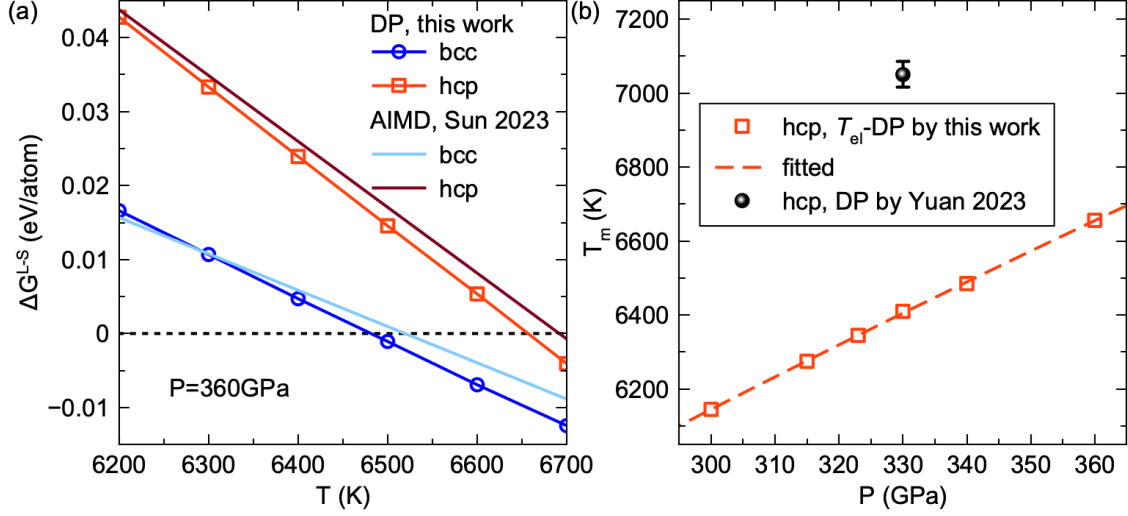 (a)
DP, this work
bcc
hcp
AIMD, Sun 2023
bcc
hcp
P=360GPa
ΔG^L-S (eV/atom)
0.04
0.03
0.02
0.01
0
−0.01
6200 6300 6400 6500 6600 6700
T (K)
(b)
hcp, T_el-DP by this work
fitted
hcp, DP by Yuan 2023
T_m (K)
7200
7000
6800
6600
6400
6200
300 310 320 330 340 350 360
P (GPa)